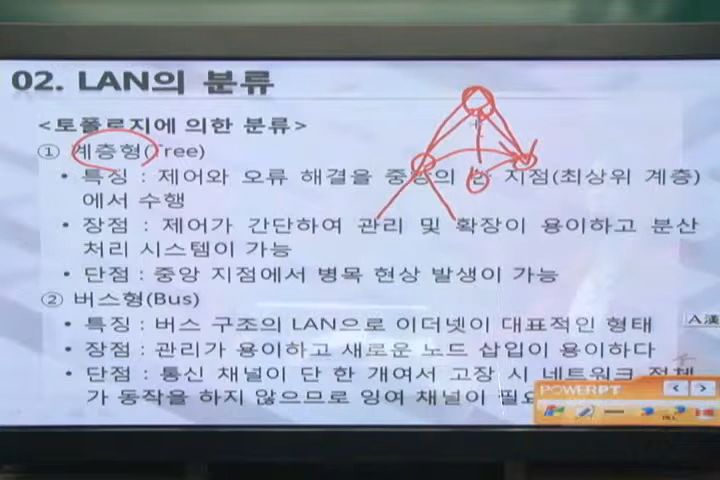 02. LAN의 분류
<토폴로지에 의한 분류>
① 계층형(Tree)
• 특징 : 제어와 오류 해결을 중앙의 한 지점(최상위 계층)
에서 수행
• 장점 : 제어가 간단하여 관리 및 확장이 용이하고 분산
처리 시스템이 가능
• 단점 : 중앙 지점에서 병목 현상 발생이 가능
② 버스형(Bus)
• 특징 : 버스 구조의 LAN으로 이더넷이 대표적인 형태
• 장점 : 관리가 용이하고 새로운 노드 삽입이 용이하다
• 단점 : 통신 채널이 단 한 개여서 고장 시 네트워크 전체
가 동작을 하지 않으므로 잉여 채널이
A漢
POWERPT